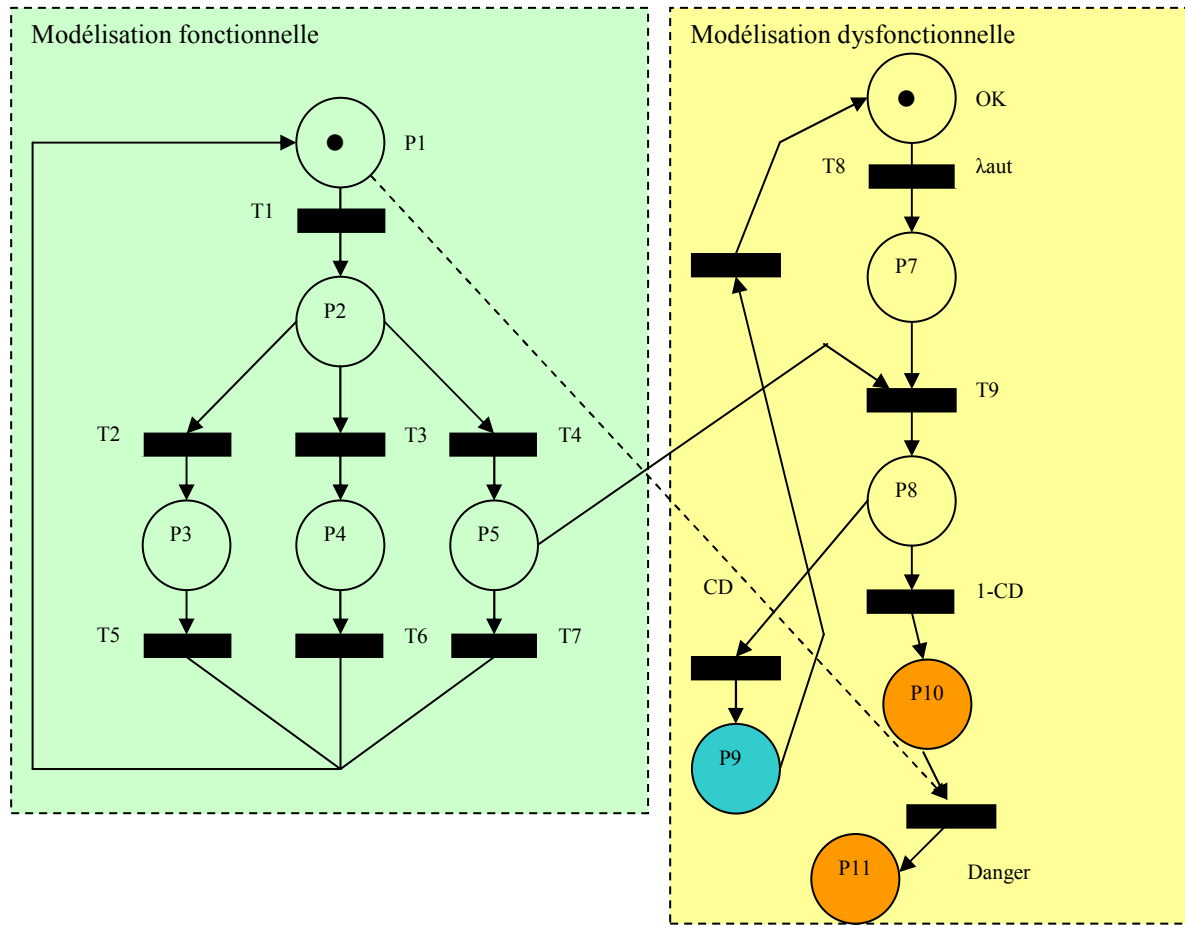 Modélisation fonctionnelle
P1
T1
P2
T2
T3
T4
P3
P4
P5
T5
T6
T7
Modélisation dysfonctionnelle
OK
T8
λaut
P7
T9
P8
CD
1-CD
P10
P9
P11
Danger